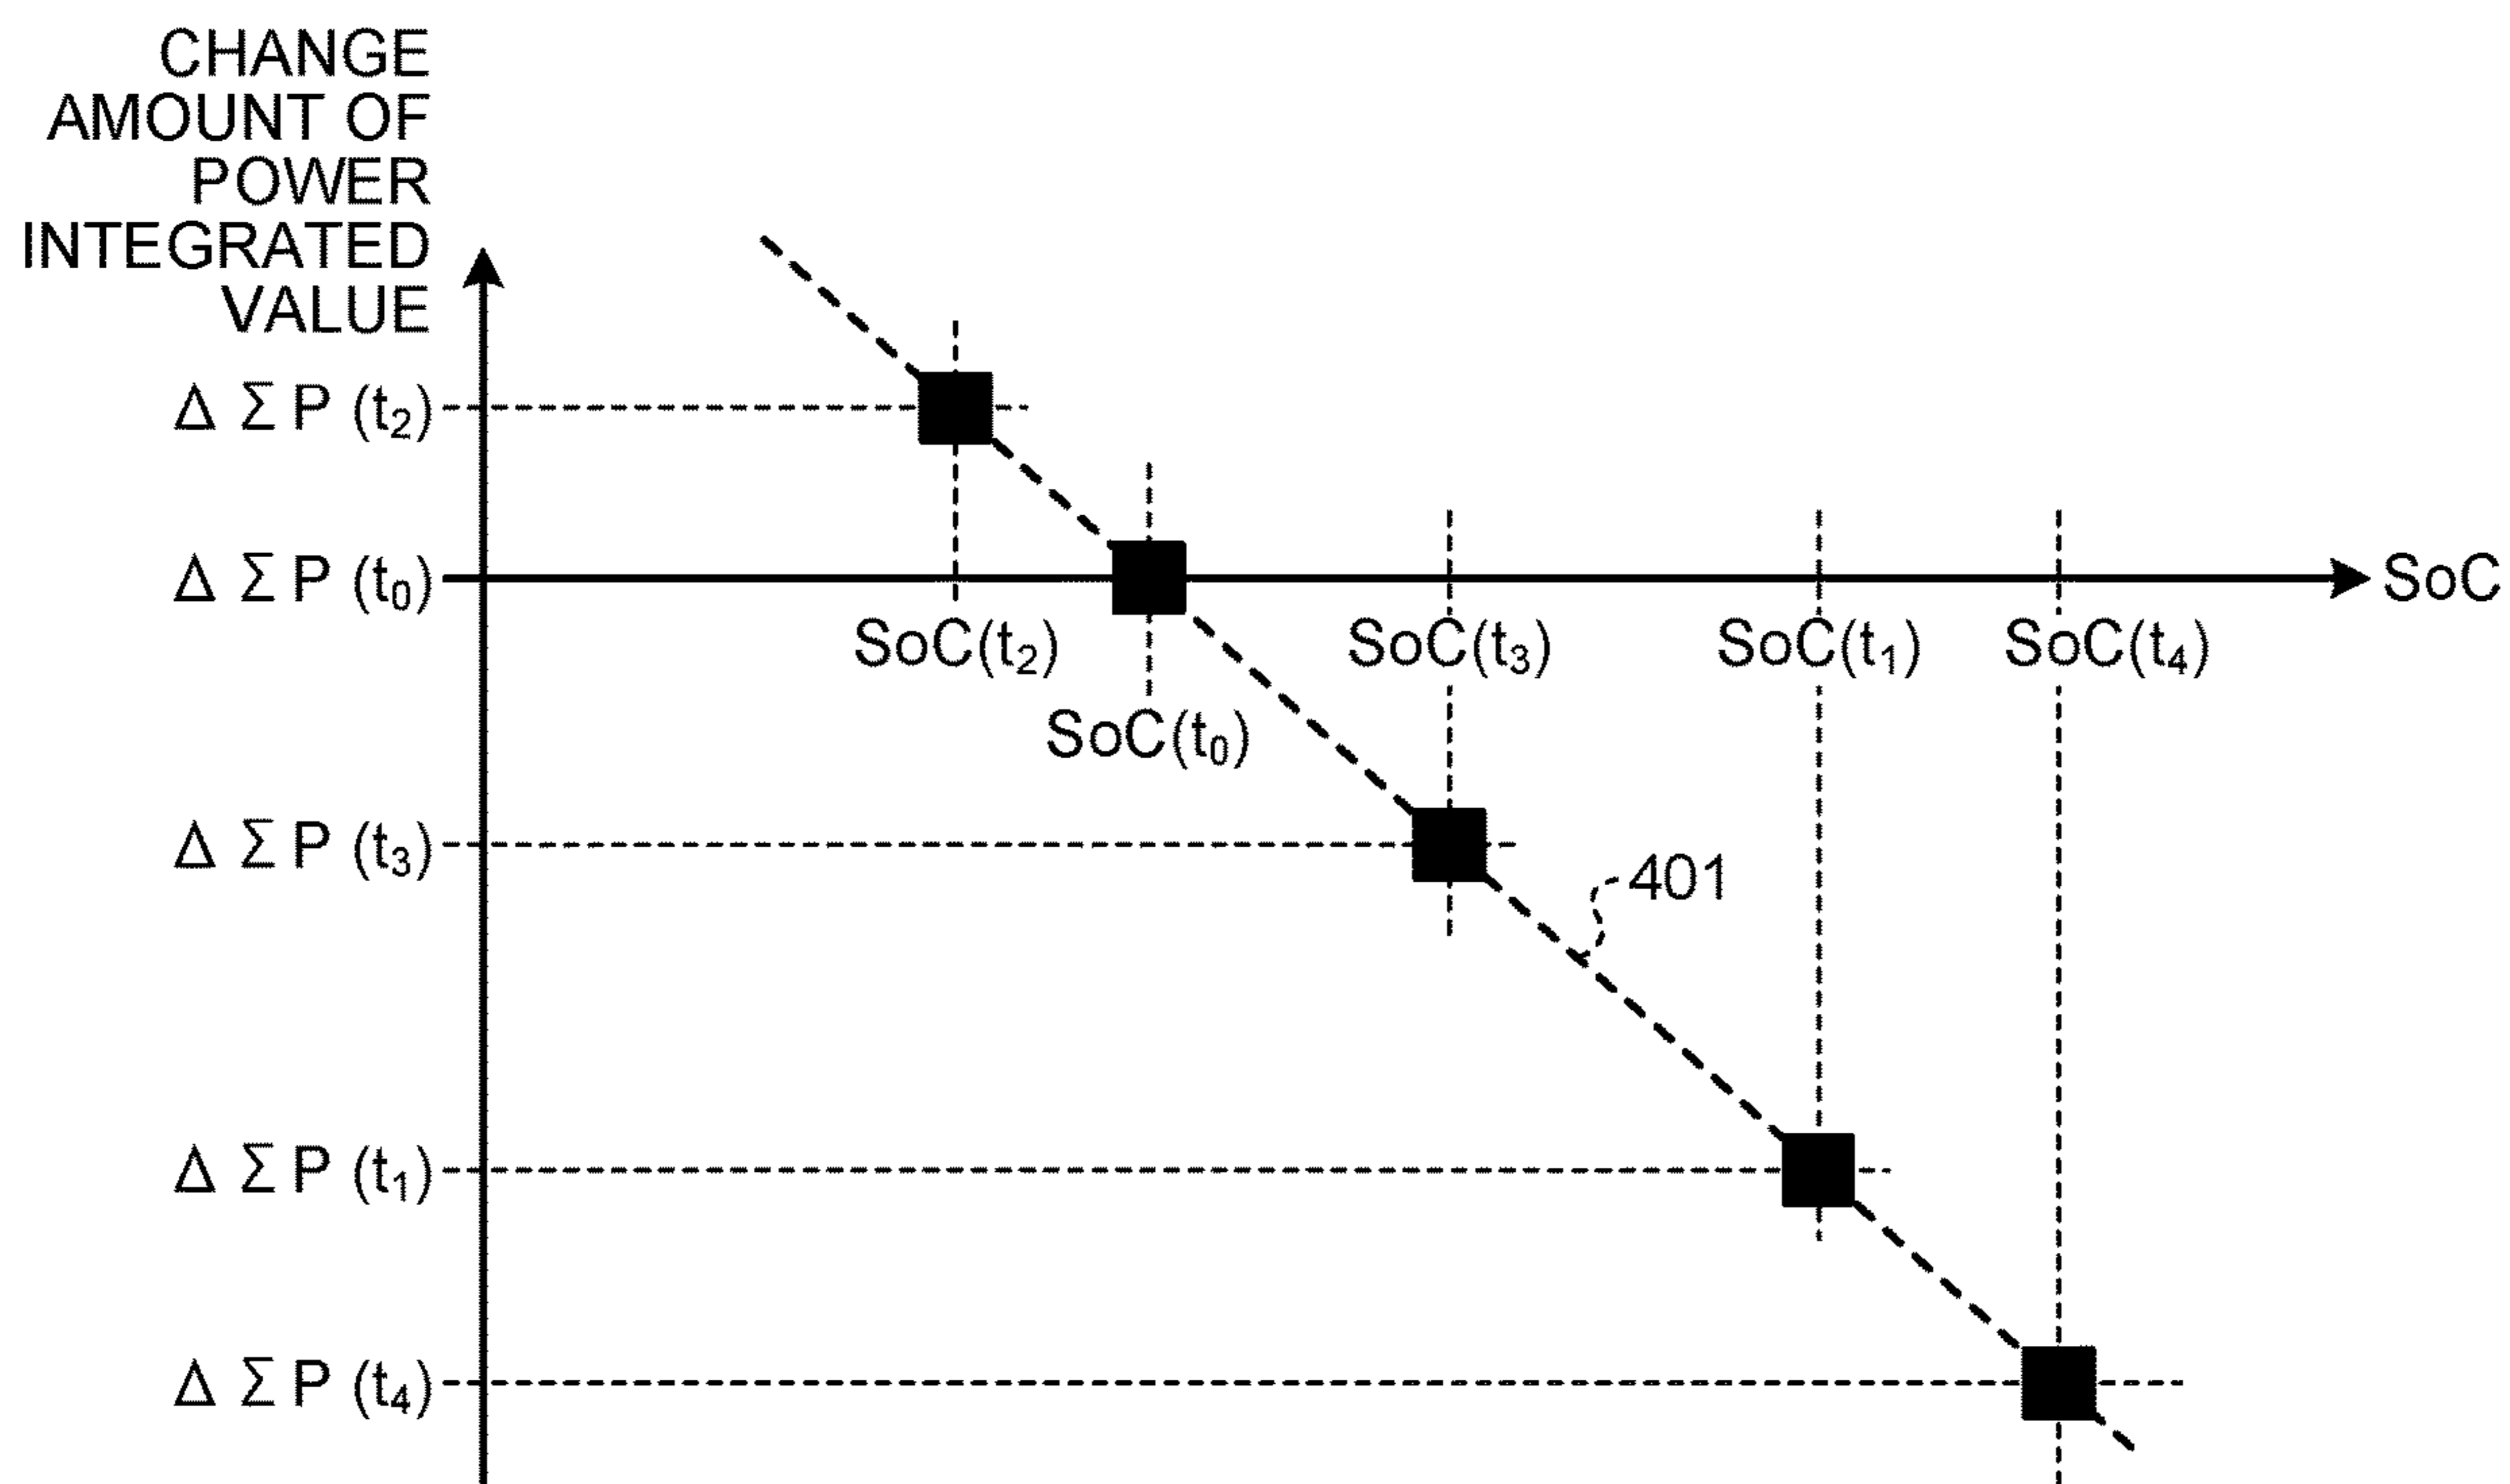 CHANGE
AMOUNT OF
POWER
INTEGRATED
VALUE
Δ Σ P (t₂)
Δ Σ P (t₀)
SoC
SoC(t₂)
SoC(t₃)
SoC(t₁)
SoC(t₄)
SoC(t₀)
Δ Σ P (t₃)
401
Δ Σ P (t₁)
Δ Σ P (t₄)